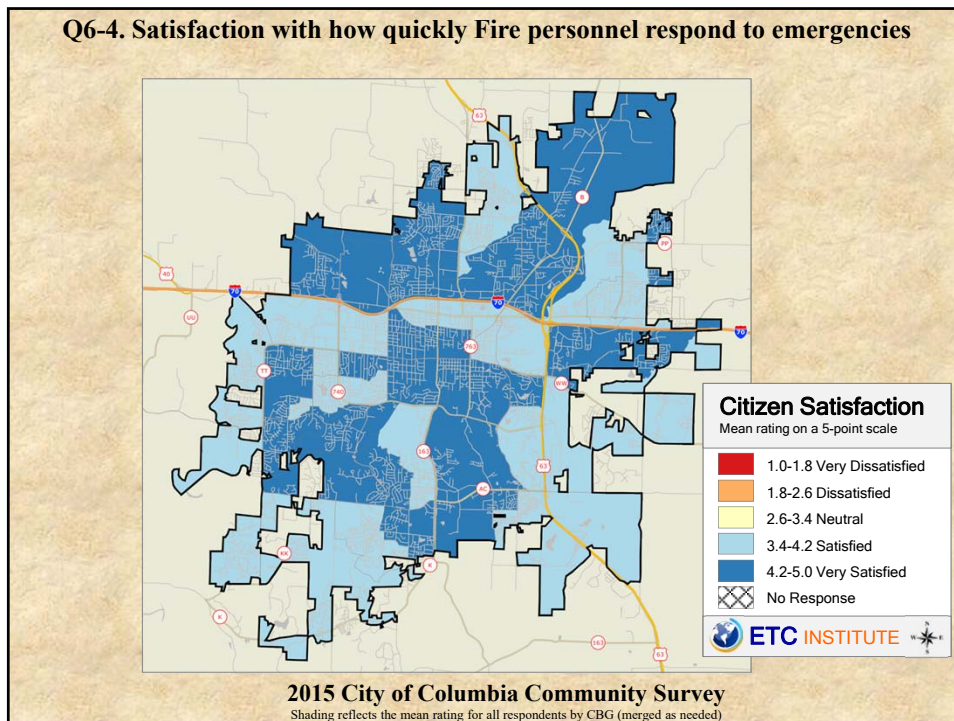 Q6-4. Satisfaction with how quickly Fire personnel respond to emergencies
63
B
PP
40
70
70
70
UU
763
TT
WW
740
163
63
AC
KK
K
K
163
63
Citizen Satisfaction
Mean rating on a 5-point scale
1.0-1.8 Very Dissatisfied
1.8-2.6 Dissatisfied
2.6-3.4 Neutral
3.4-4.2 Satisfied
4.2-5.0 Very Satisfied
No Response
ETC INSTITUTE
N
W E
S
2015 City of Columbia Community Survey
Shading reflects the mean rating for all respondents by CBG (merged as needed)